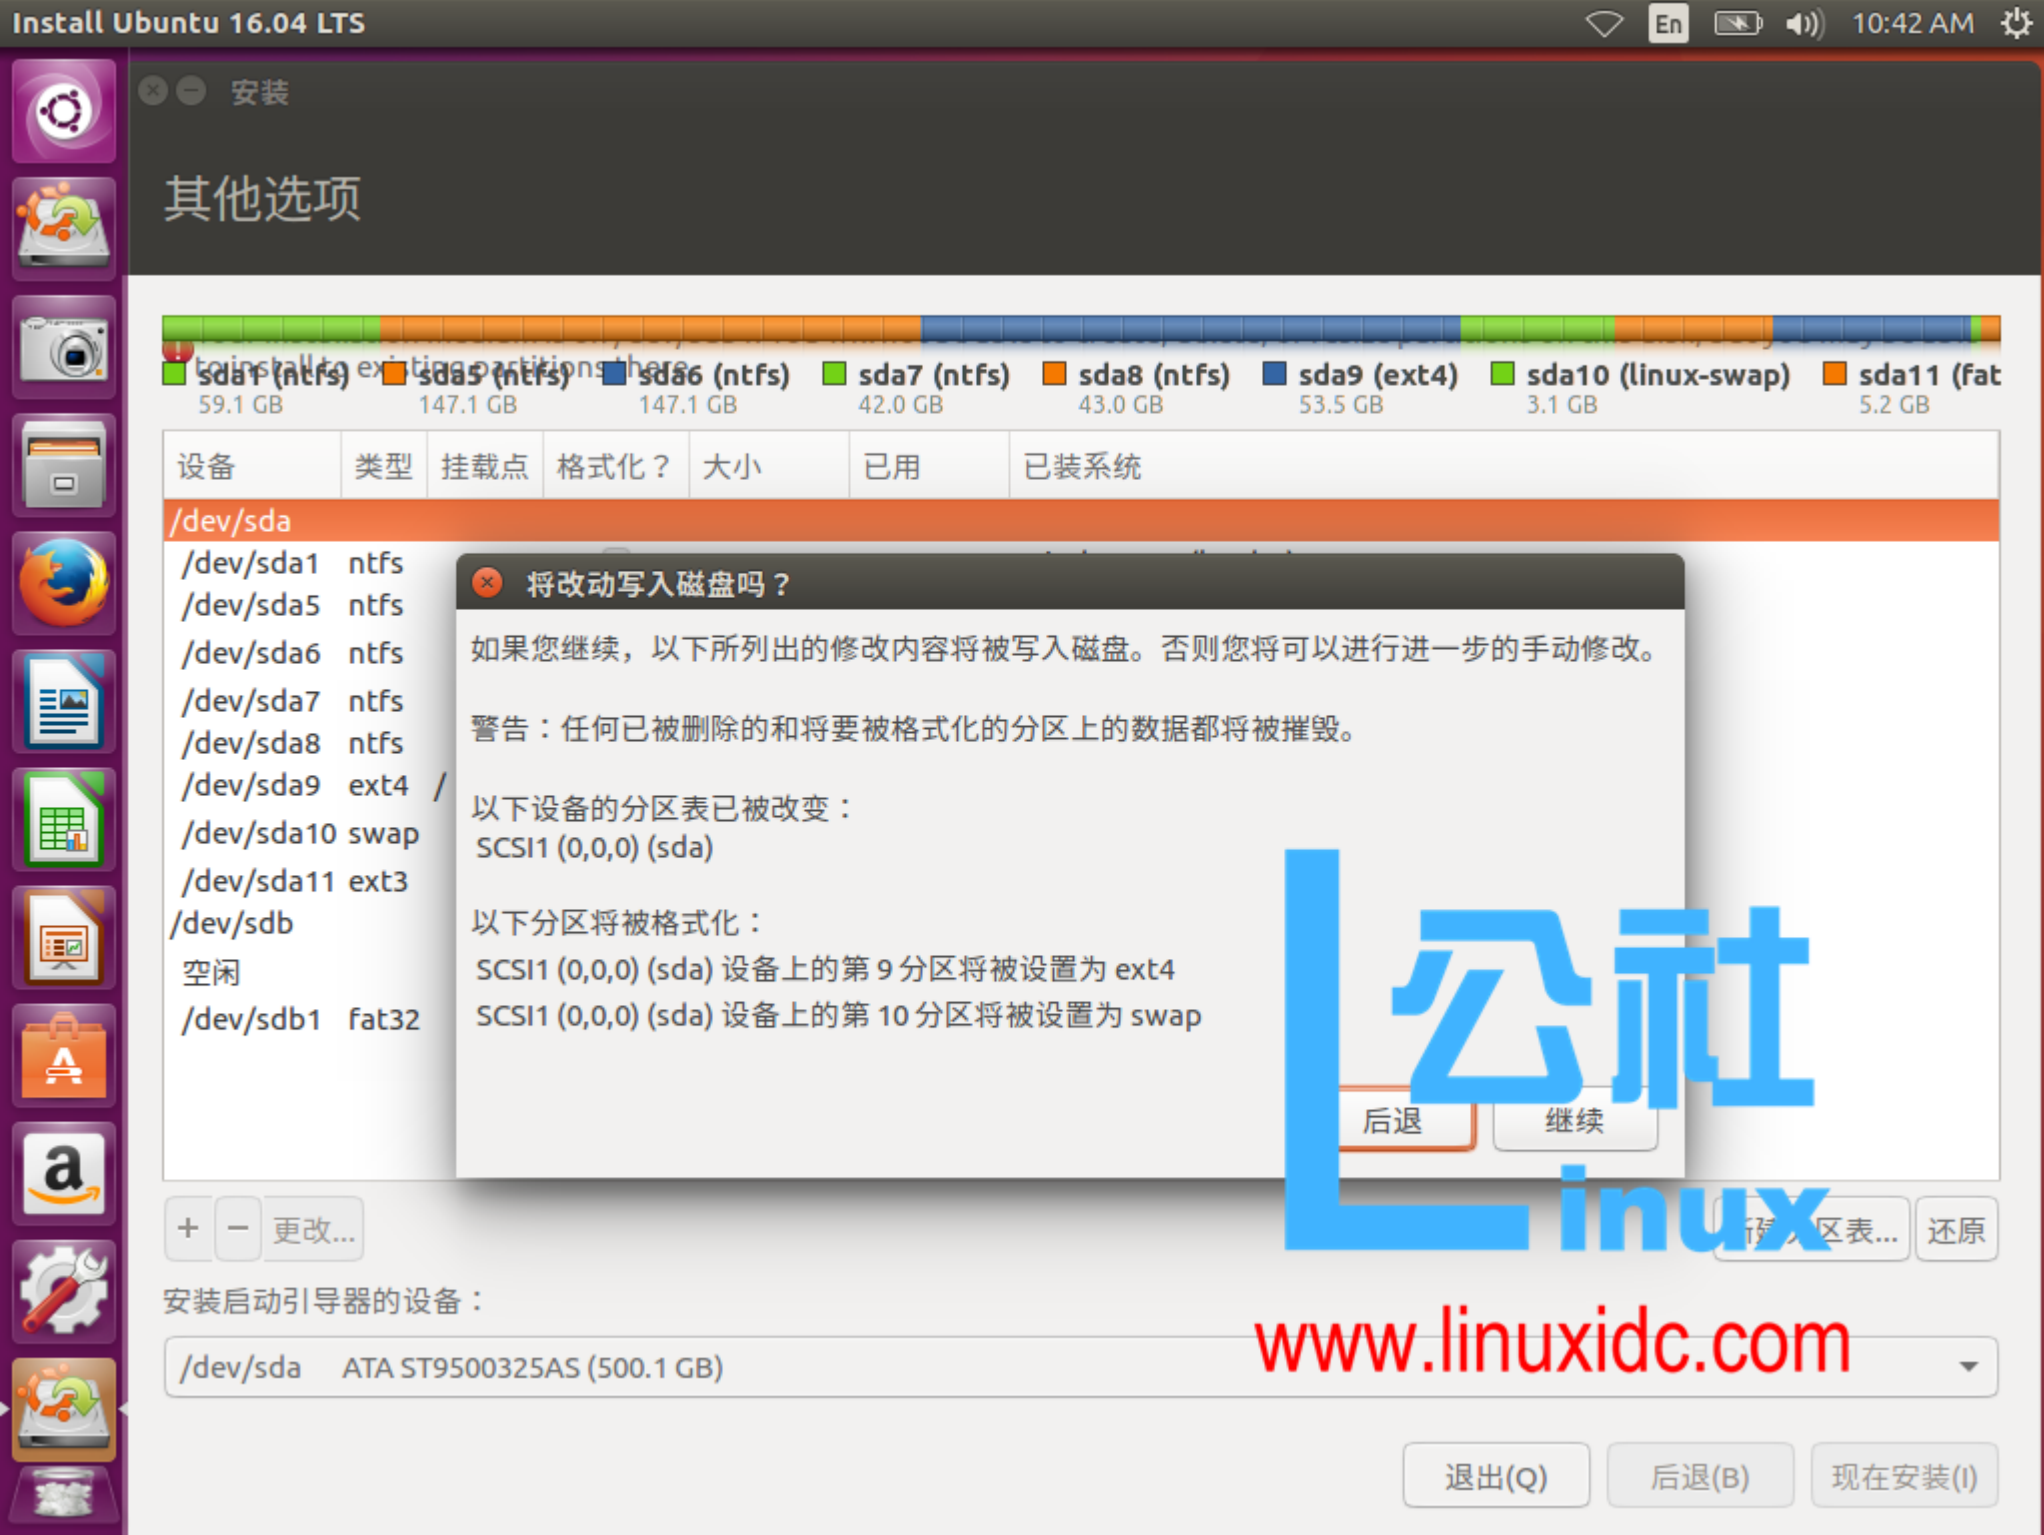 Install Ubuntu 16.04 LTS
En
10:42 AM
安装
其他选项
to install to existing partitions there
sda1 (ntfs)
sda5 (ntfs)
sda6 (ntfs)
sda7 (ntfs)
sda8 (ntfs)
sda9 (ext4)
sda10 (linux-swap)
sda11 (fat
59.1 GB
147.1 GB
147.1 GB
42.0 GB
43.0 GB
53.5 GB
3.1 GB
5.2 GB
设备 类型 挂载点 格式化？ 大小 已用 已装系统
/dev/sda
/dev/sda1 ntfs
/dev/sda5 ntfs
/dev/sda6 ntfs
/dev/sda7 ntfs
/dev/sda8 ntfs
/dev/sda9 ext4 /
/dev/sda10 swap
/dev/sda11 ext3
/dev/sdb
空闲
/dev/sdb1 fat32
将改动写入磁盘吗？
如果您继续，以下所列出的修改内容将被写入磁盘。否则您将可以进行进一步的手动修改。
警告：任何已被删除的和将要被格式化的分区上的数据都将被摧毁。
以下设备的分区表已被改变：
SCSI1 (0,0,0) (sda)
以下分区将被格式化：
SCSI1 (0,0,0) (sda) 设备上的第 9 分区将被设置为 ext4
SCSI1 (0,0,0) (sda) 设备上的第 10 分区将被设置为 swap
后退
继续
公社
Linux
+ − 更改...
区表...
还原
安装启动引导器的设备：
www.linuxidc.com
/dev/sda ATA ST9500325AS (500.1 GB)
退出(Q)
后退(B)
现在安装(I)